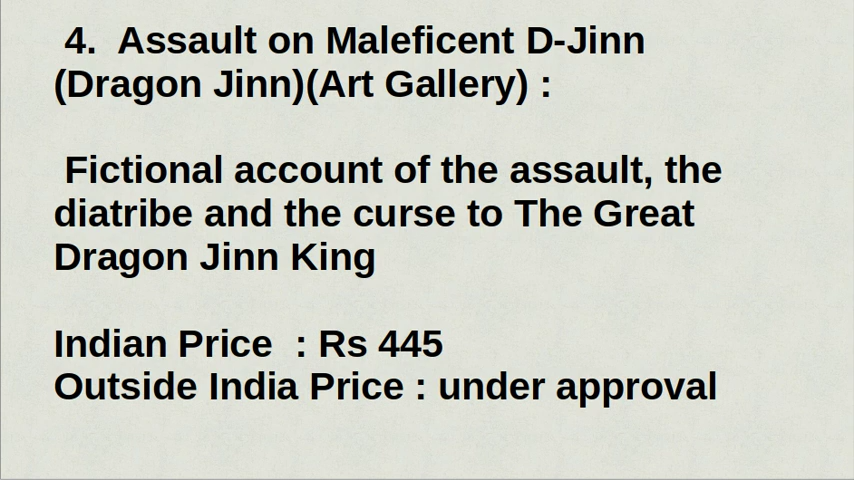 4.  Assault on Maleficent D-Jinn
(Dragon Jinn)(Art Gallery) :
Fictional account of the assault, the
diatribe and the curse to The Great
Dragon Jinn King
Indian Price  : Rs 445
Outside India Price : under approval